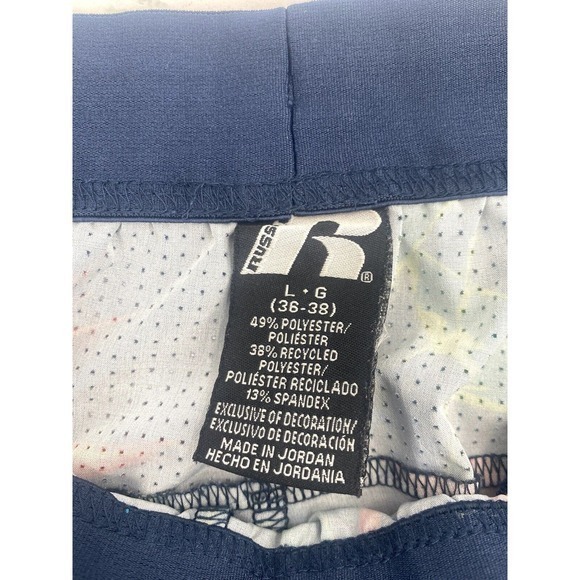 RUSS
R
®
L • G
(36-38)
49% POLYESTER/
POLIÉSTER
38% RECYCLED
POLYESTER/
POLIÉSTER RECICLADO
13% SPANDEX
EXCLUSIVE OF DECORATION/
EXCLUSIVO DE DECORACIÓN
MADE IN JORDAN
HECHO EN JORDANIA